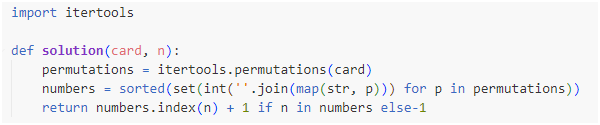 import itertools
def solution(card, n):
    permutations = itertools.permutations(card)
    numbers = sorted(set(int(''.join(map(str, p))) for p in permutations))
    return numbers.index(n) + 1 if n in numbers else-1